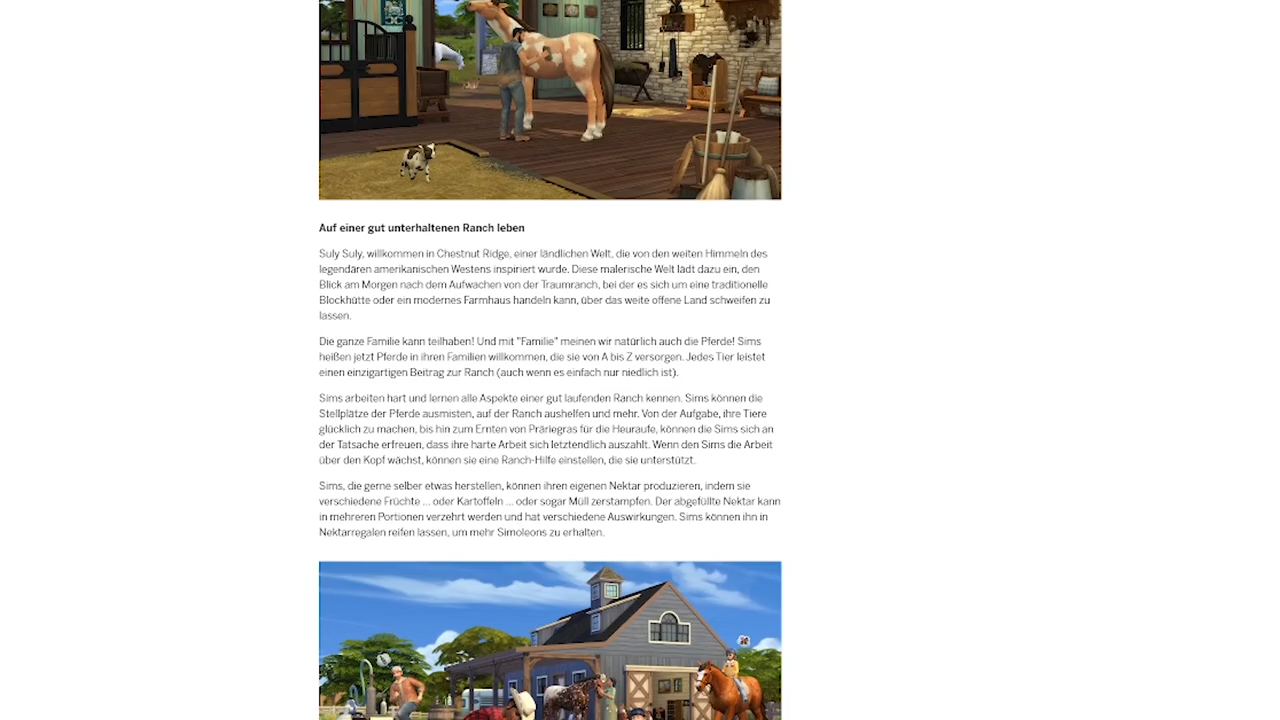 Auf einer gut unterhaltenen Ranch leben
Suly Suly, willkommen in Chestnut Ridge, einer ländlichen Welt, die von den weiten Himmeln des
legendären amerikanischen Westens inspiriert wurde. Diese malerische Welt lädt dazu ein, den
Blick am Morgen nach dem Aufwachen von der Traumranch, bei der es sich um eine traditionelle
Blockhütte oder ein modernes Farmhaus handeln kann, über das weite offene Land schweifen zu
lassen.
Die ganze Familie kann teilhaben! Und mit "Familie" meinen wir natürlich auch die Pferde! Sims
heißen jetzt Pferde in ihren Familien willkommen, die sie von A bis Z versorgen. Jedes Tier leistet
einen einzigartigen Beitrag zur Ranch (auch wenn es einfach nur niedlich ist).
Sims arbeiten hart und lernen alle Aspekte einer gut laufenden Ranch kennen. Sims können die
Stellplätze der Pferde ausmisten, auf der Ranch aushelfen und mehr. Von der Aufgabe, ihre Tiere
glücklich zu machen, bis hin zum Ernten von Präriegras für die Heuraufe, können die Sims sich an
der Tatsache erfreuen, dass ihre harte Arbeit sich letztendlich auszahlt. Wenn den Sims die Arbeit
über den Kopf wächst, können sie eine Ranch-Hilfe einstellen, die sie unterstützt.
Sims, die gerne selber etwas herstellen, können ihren eigenen Nektar produzieren, indem sie
verschiedene Früchte ... oder Kartoffeln ... oder sogar Müll zerstampfen. Der abgefüllte Nektar kann
in mehreren Portionen verzehrt werden und hat verschiedene Auswirkungen. Sims können ihn in
Nektarregalen reifen lassen, um mehr Simoleons zu erhalten.